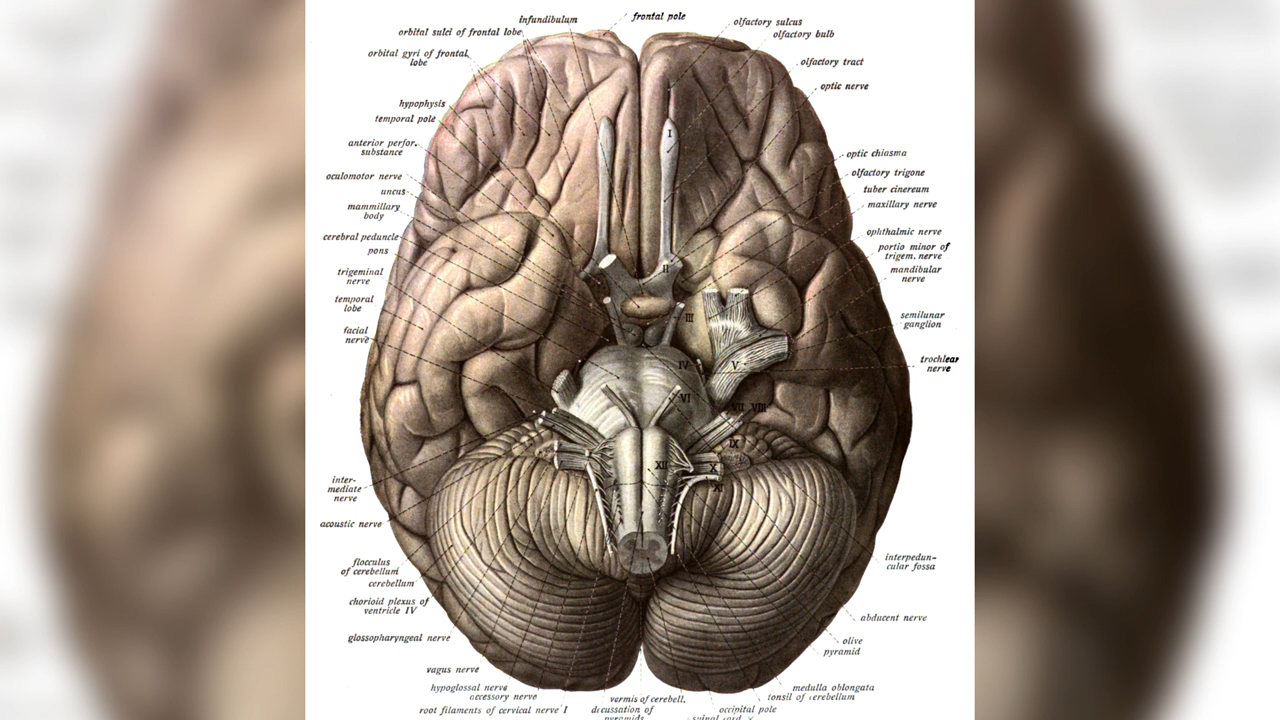 infundibulum
frontal pole
orbital sulci of frontal lobe
orbital gyri of frontal
lobe
hypophysis
temporal pole
anterior perfor.
substance
oculomotor nerve
uncus
mammillary
body
cerebral peduncle
pons
trigeminal
nerve
temporal
lobe
facial
nerve
inter-
mediate
nerve
acoustic nerve
flocculus
of cerebellum
cerebellum
chorioid plexus of
ventricle IV
glossopharyngeal nerve
vagus nerve
hypoglossal nerve
accessory nerve
root filaments of cervical nerve I
olfactory sulcus
olfactory bulb
olfactory tract
optic nerve
optic chiasma
olfactory trigone
tuber cinereum
maxillary nerve
ophthalmic nerve
portio minor of
trigem. nerve
mandibular
nerve
semilunar
ganglion
trochlear
nerve
interpedun-
cular fossa
abducent nerve
olive
pyramid
medulla oblongata
tonsil of cerebellum
occipital pole
spinal cord
vermis of cerebell.
decussation of
pyramids
I
II
III
IV
V
VI
VII VIII
IX
X
XI
XII